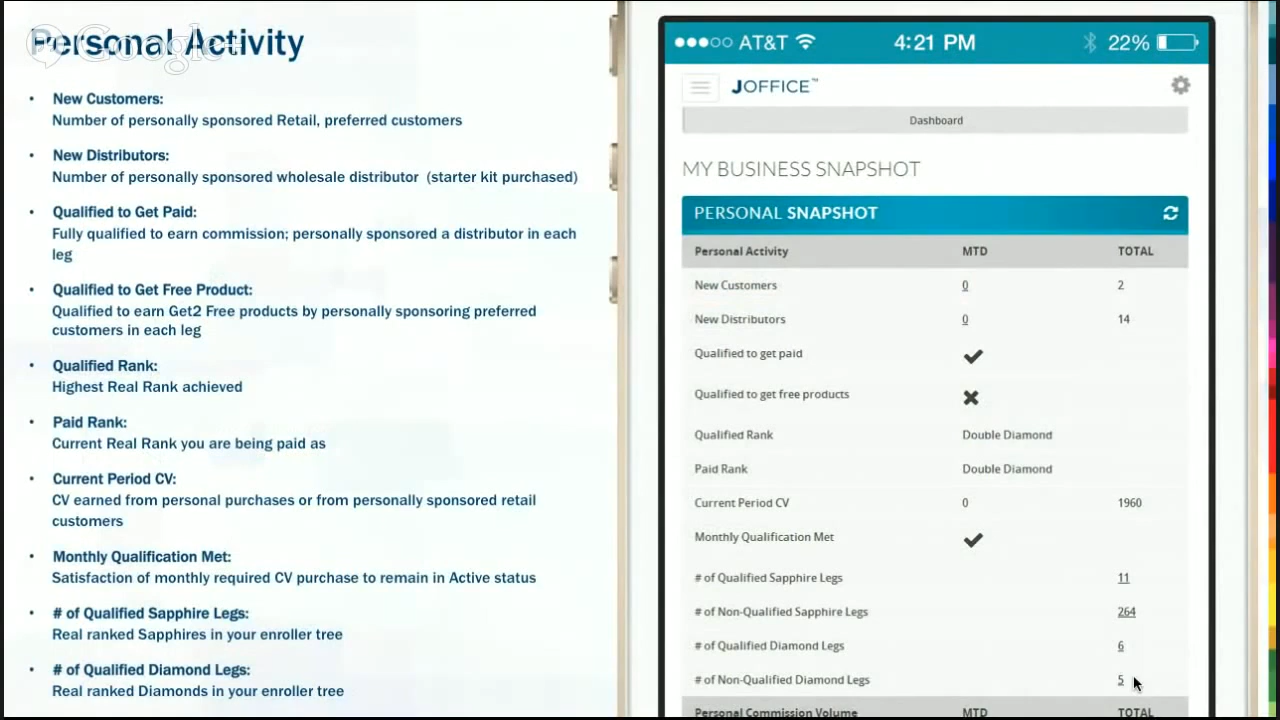 Personal Activity
Google+
• New Customers:
Number of personally sponsored Retail, preferred customers
• New Distributors:
Number of personally sponsored wholesale distributor (starter kit purchased)
• Qualified to Get Paid:
Fully qualified to earn commission; personally sponsored a distributor in each
leg
• Qualified to Get Free Product:
Qualified to earn Get2 Free products by personally sponsoring preferred
customers in each leg
• Qualified Rank:
Highest Real Rank achieved
• Paid Rank:
Current Real Rank you are being paid as
• Current Period CV:
CV earned from personal purchases or from personally sponsored retail
customers
• Monthly Qualification Met:
Satisfaction of monthly required CV purchase to remain in Active status
• # of Qualified Sapphire Legs:
Real ranked Sapphires in your enroller tree
• # of Qualified Diamond Legs:
Real ranked Diamonds in your enroller tree
AT&T 4:21 PM 22%
JOFFICE™
Dashboard
MY BUSINESS SNAPSHOT
PERSONAL SNAPSHOT
Personal Activity MTD TOTAL
New Customers 0 2
New Distributors 0 14
Qualified to get paid ✔
Qualified to get free products ✖
Qualified Rank Double Diamond
Paid Rank Double Diamond
Current Period CV 0 1960
Monthly Qualification Met ✔
# of Qualified Sapphire Legs 11
# of Non-Qualified Sapphire Legs 264
# of Qualified Diamond Legs 6
# of Non-Qualified Diamond Legs 5
Personal Commission Volume MTD TOTAL